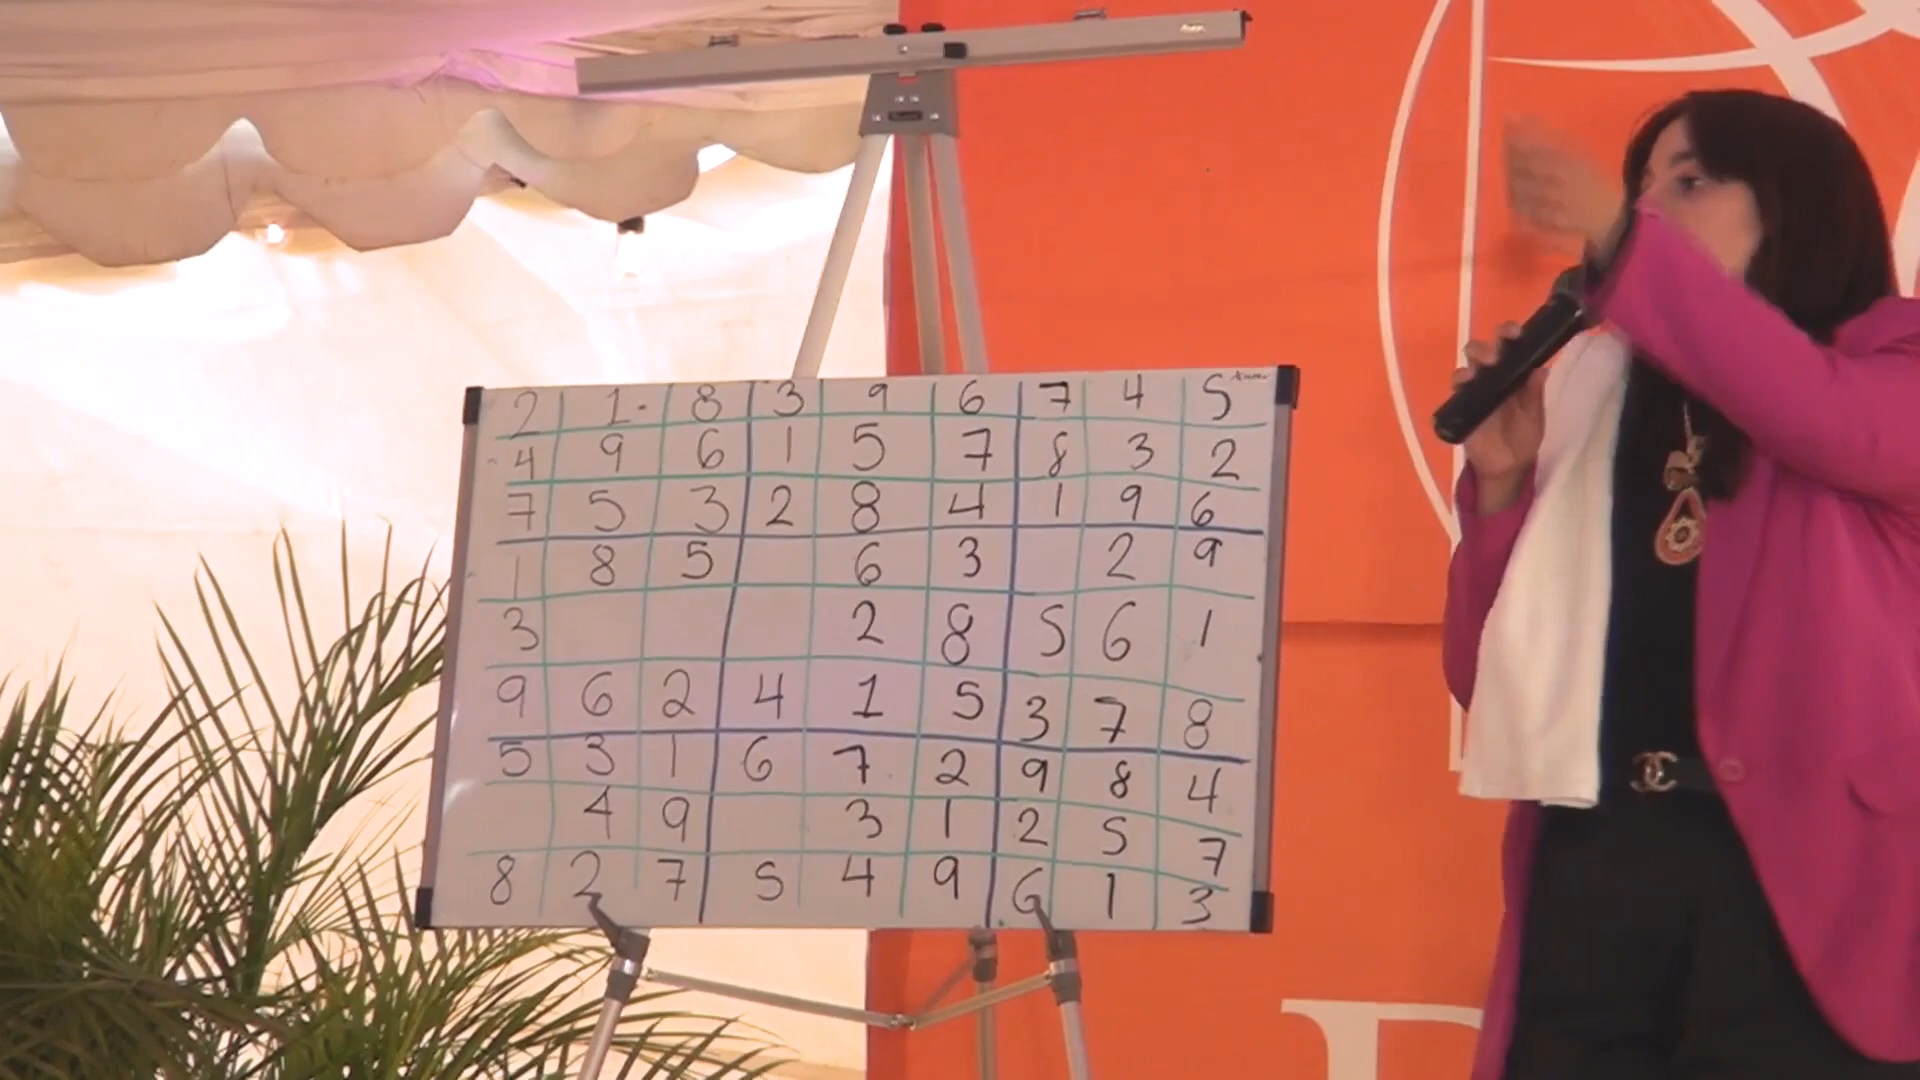 2 1 8 3 9 6 7 4 5
4 9 6 1 5 7 8 3 2
7 5 3 2 8 4 1 9 6
1 8 5 6 3 2 9
3 2 8 5 6 1
9 6 2 4 1 5 3 7 8
5 3 1 6 7 2 9 8 4
4 9 3 1 2 5 7
8 2 7 5 4 9 6 1 3